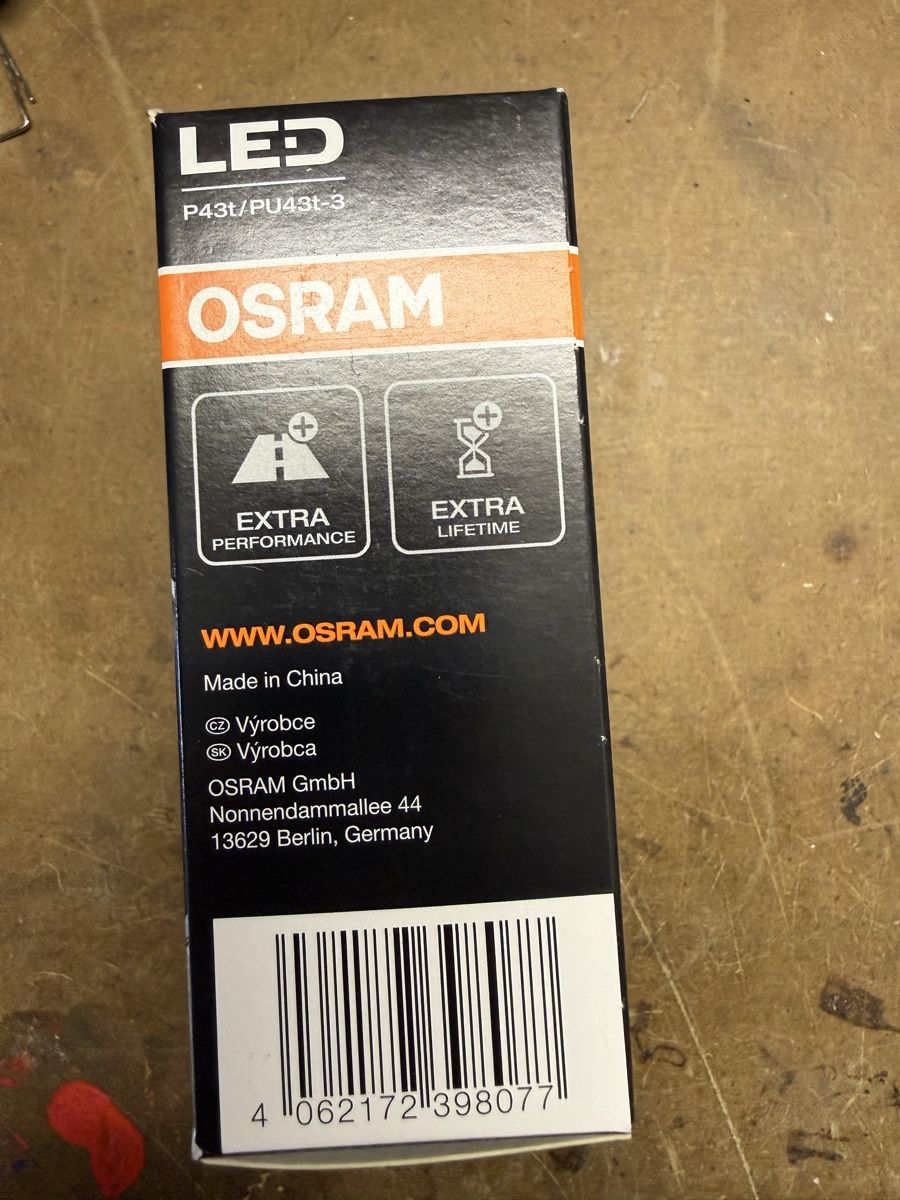 LED
P43t/PU43t-3
OSRAM
EXTRA
PERFORMANCE
EXTRA
LIFETIME
WWW.OSRAM.COM
Made in China
CZ Výrobce
SK Výrobca
OSRAM GmbH
Nonnendammallee 44
13629 Berlin, Germany
4 062172 398077